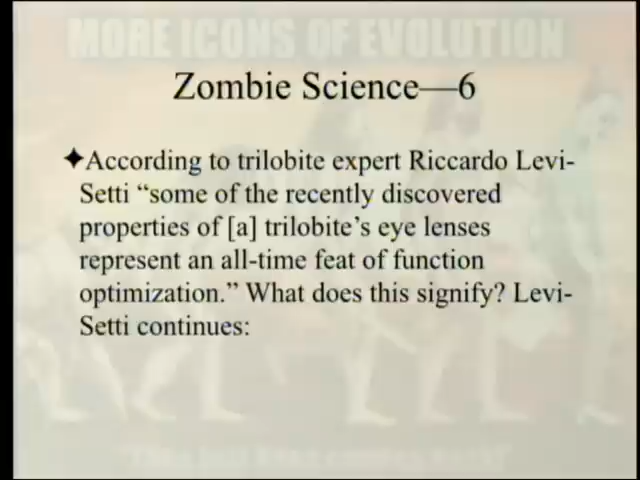 MORE ICONS OF EVOLUTION
Zombie Science—6
✦According to trilobite expert Riccardo Levi-
Setti “some of the recently discovered
properties of [a] trilobite’s eye lenses
represent an all-time feat of function
optimization.” What does this signify? Levi-
Setti continues: